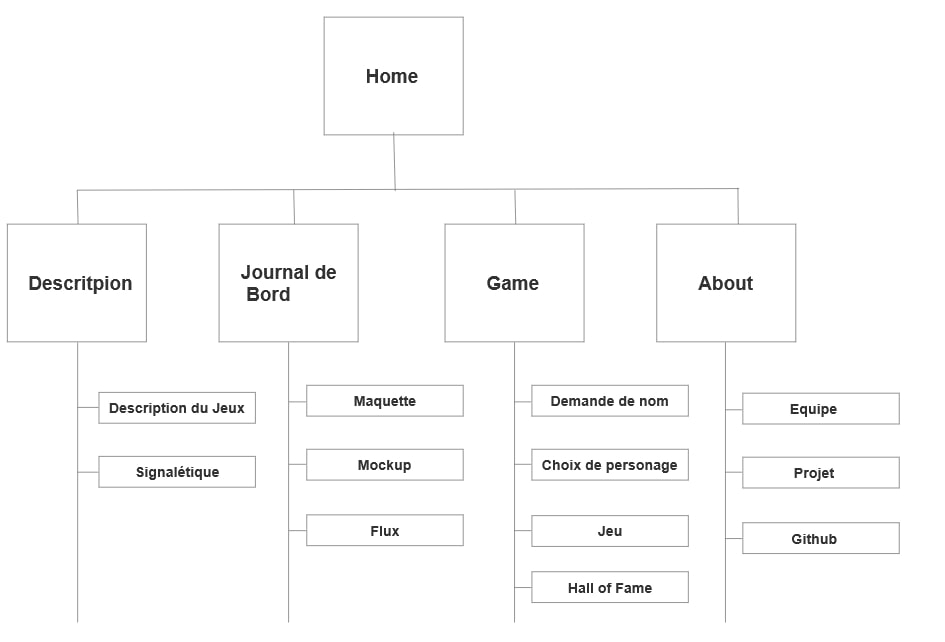 Home
Descritpion
Journal de
Bord
Game
About
Description du Jeux
Signalétique
Maquette
Mockup
Flux
Demande de nom
Choix de personage
Jeu
Hall of Fame
Equipe
Projet
Github